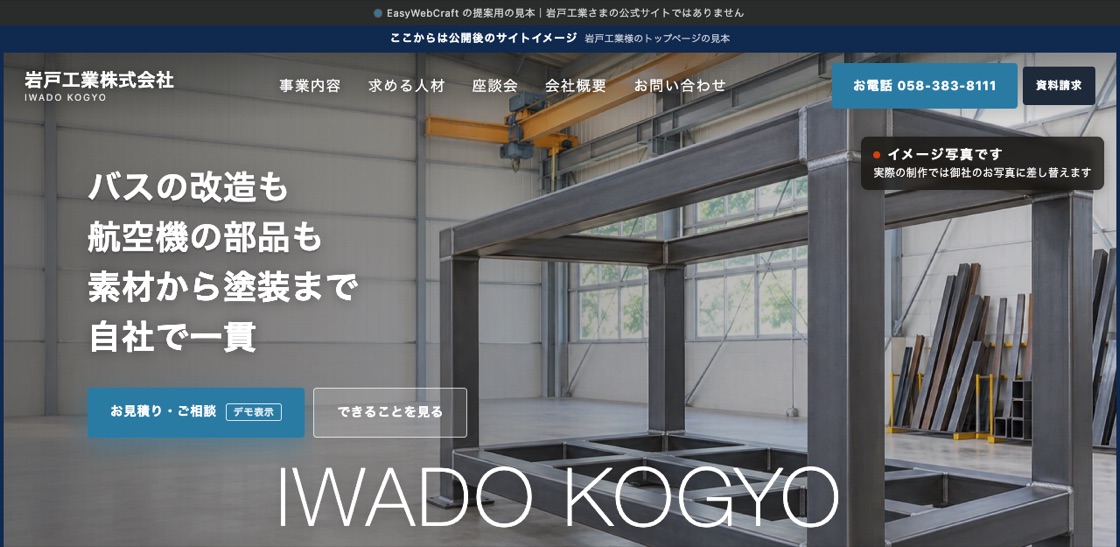 EasyWebCraft の提案用の見本｜岩戸工業さまの公式サイトではありません
ここからは公開後のサイトイメージ 岩戸工業様のトップページの見本
岩戸工業株式会社
IWADO KOGYO
事業内容 求める人材 座談会 会社概要 お問い合わせ
お電話 058-383-8111
資料請求
イメージ写真です
実際の制作では御社のお写真に差し替えます
バスの改造も
航空機の部品も
素材から塗装まで
自社で一貫
お見積り・ご相談 デモ表示
できることを見る
IWADO KOGYO